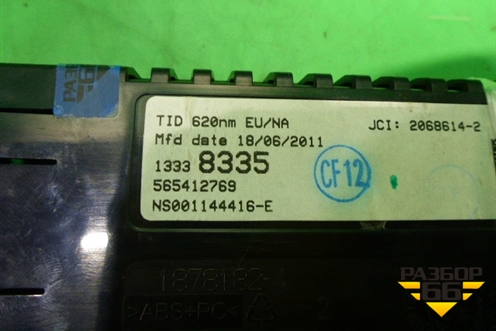 TID 620nm EU/NA JCI: 2068614-2
Mfd date 18/06/2011
1333 8335
565412769
CF12
NS001144416-E
1878182-
>ABS+PC<
2
РАЗБОР
66